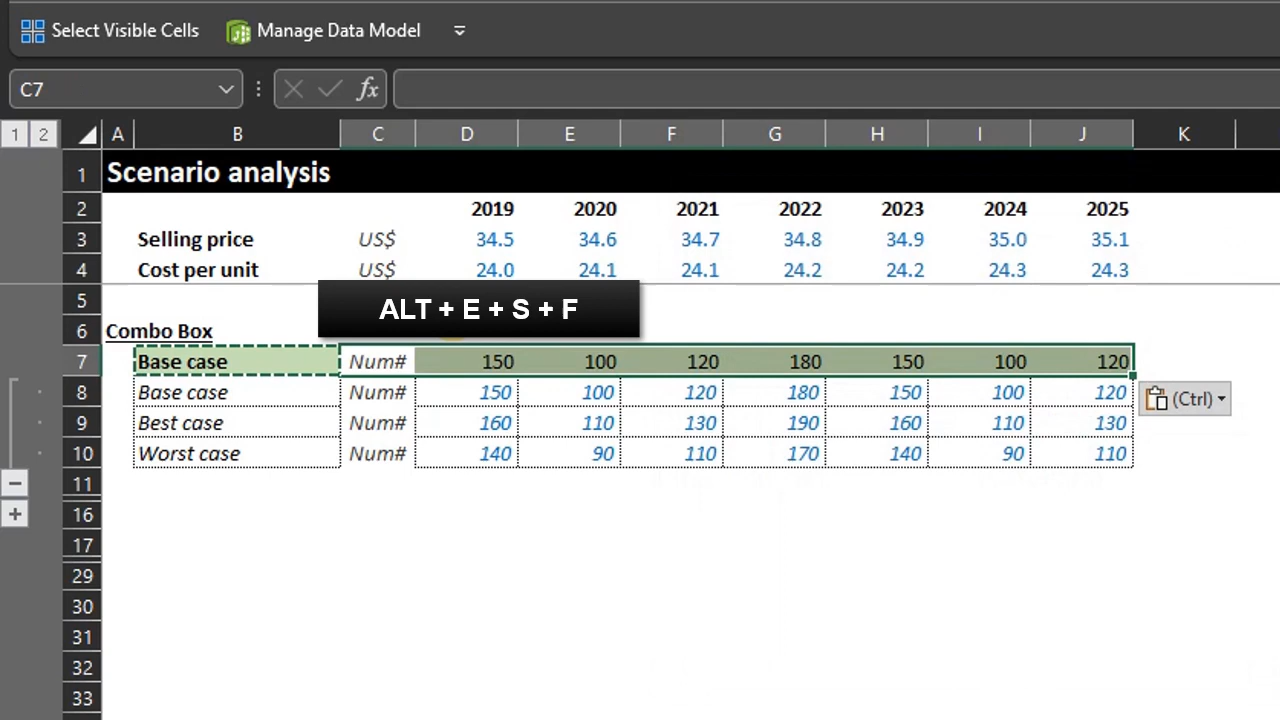 Select Visible Cells Manage Data Model
C7 fx
1 2 A B C D E F G H I J K
1 Scenario analysis
2 2019 2020 2021 2022 2023 2024 2025
3 Selling price US$ 34.5 34.6 34.7 34.8 34.9 35.0 35.1
4 Cost per unit US$ 24.0 24.1 24.1 24.2 24.2 24.3 24.3
5
ALT + E + S + F
6 Combo Box
7 Base case Num# 150 100 120 180 150 100 120
8 Base case Num# 150 100 120 180 150 100 120
(Ctrl)
9 Best case Num# 160 110 130 190 160 110 130
10 Worst case Num# 140 90 110 170 140 90 110
11
16
17
29
30
31
32
33